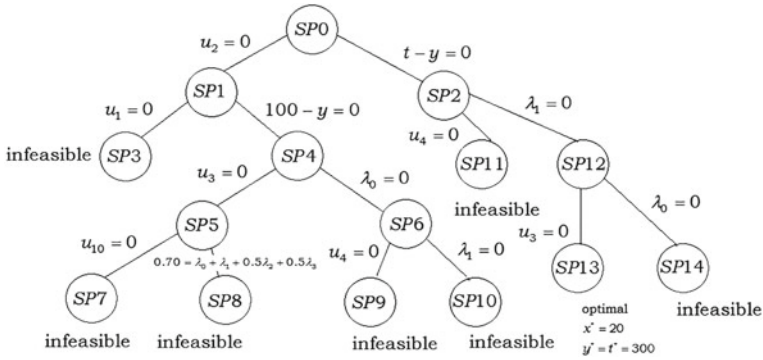 SP0
u₂ = 0
t − y = 0
SP1
SP2
u₁ = 0
100 − y = 0
u₄ = 0
λ₁ = 0
infeasible
SP3
SP4
SP11
SP12
infeasible
u₃ = 0
λ₀ = 0
u₃ = 0
λ₀ = 0
SP5
SP6
u₁₀ = 0
0.70 = λ₀ + λ₁ + 0.5λ₂ + 0.5λ₃
u₄ = 0
λ₁ = 0
SP7
SP8
SP9
SP10
SP13
SP14
infeasible
infeasible
infeasible
infeasible
optimal
x* = 20
y* = t* = 300
infeasible